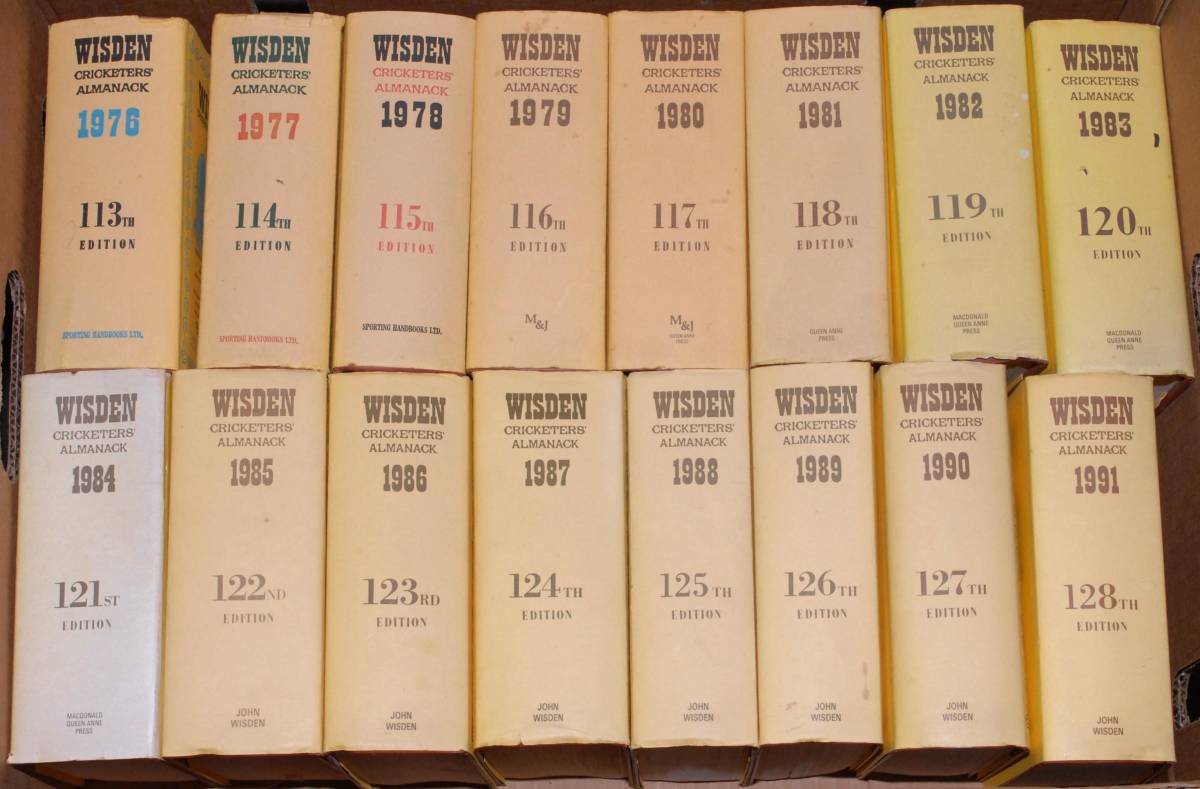 WISDEN
CRICKETERS'
ALMANACK
1976
113TH
EDITION
SPORTING HANDBOOKS LTD.
WISDEN
CRICKETERS'
ALMANACK
1977
114TH
EDITION
SPORTING HANDBOOKS LTD.
WISDEN
CRICKETERS'
ALMANACK
1978
115TH
EDITION
SPORTING HANDBOOKS LTD.
WISDEN
CRICKETERS'
ALMANACK
1979
116TH
EDITION
M&J
WISDEN
CRICKETERS'
ALMANACK
1980
117TH
EDITION
M&J
QUEEN ANNE
PRESS
WISDEN
CRICKETERS'
ALMANACK
1981
118TH
EDITION
QUEEN ANNE
PRESS
WISDEN
CRICKETERS'
ALMANACK
1982
119TH
EDITION
MACDONALD
QUEEN ANNE
PRESS
WISDEN
CRICKETERS'
ALMANACK
1983
120TH
EDITION
MACDONALD
QUEEN ANNE
PRESS
WISDEN
CRICKETERS'
ALMANACK
1984
121ST
EDITION
MACDONALD
QUEEN ANNE
PRESS
WISDEN
CRICKETERS'
ALMANACK
1985
122ND
EDITION
JOHN
WISDEN
WISDEN
CRICKETERS'
ALMANACK
1986
123RD
EDITION
JOHN
WISDEN
WISDEN
CRICKETERS'
ALMANACK
1987
124TH
EDITION
JOHN
WISDEN
WISDEN
CRICKETERS'
ALMANACK
1988
125TH
EDITION
JOHN
WISDEN
WISDEN
CRICKETERS'
ALMANACK
1989
126TH
EDITION
JOHN
WISDEN
WISDEN
CRICKETERS'
ALMANACK
1990
127TH
EDITION
JOHN
WISDEN
WISDEN
CRICKETERS'
ALMANACK
1991
128TH
EDITION
JOHN
WISDEN